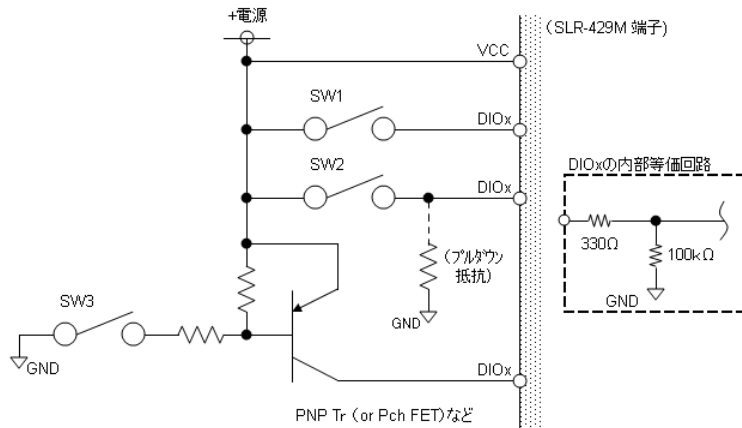 +電源
(SLR-429M 端子)
VCC
SW1
DIOx
SW2
DIOx
DIOxの内部等価回路
330Ω
100kΩ
GND
(プルダウン
抵抗)
GND
SW3
GND
DIOx
PNP Tr (or Pch FET)など